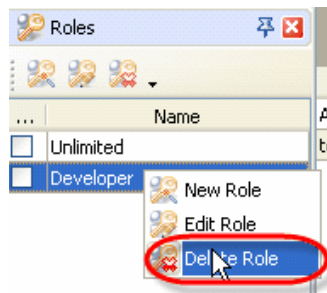 Roles
... Name
Unlimited
Developer
New Role
Edit Role
Delete Role